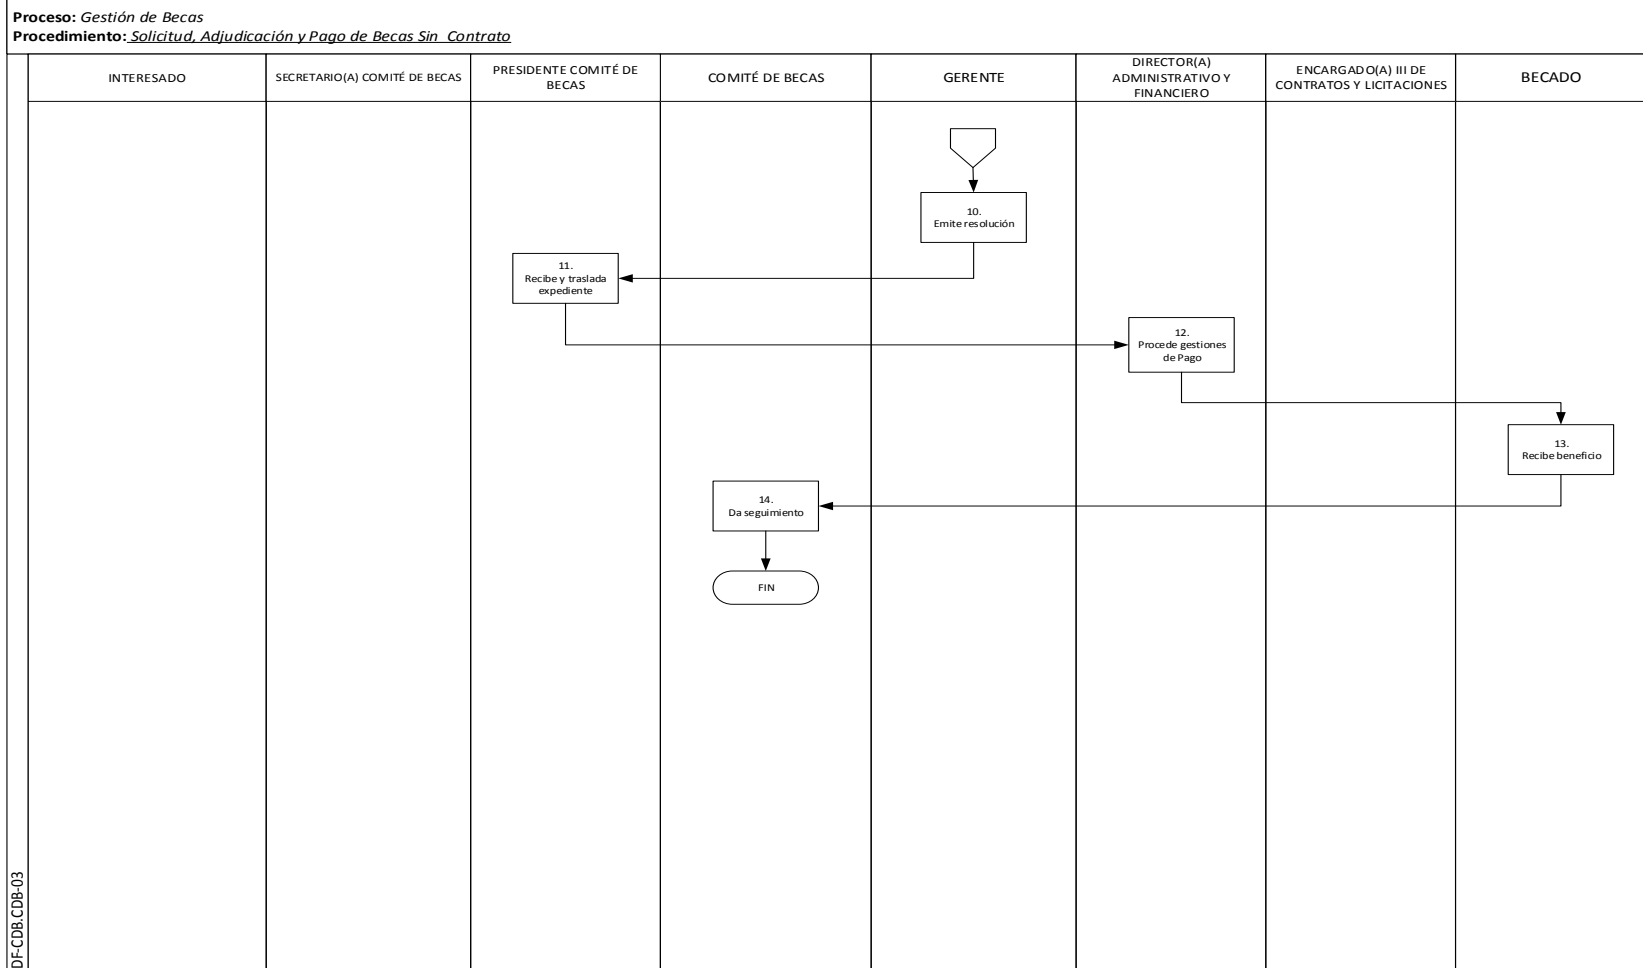 Proceso: Gestión de Becas
Procedimiento: Solicitud, Adjudicación y Pago de Becas Sin Contrato
INTERESADO
SECRETARIO(A) COMITÉ DE BECAS
PRESIDENTE COMITÉ DE
BECAS
COMITÉ DE BECAS
GERENTE
DIRECTOR(A)
ADMINISTRATIVO Y
FINANCIERO
ENCARGADO(A) III DE
CONTRATOS Y LICITACIONES
BECADO
10.
Emite resolución
11.
Recibe y traslada
expediente
12.
Procede gestiones
de Pago
13.
Recibe beneficio
14.
Da seguimiento
FIN
DF-CDB.CDB-03